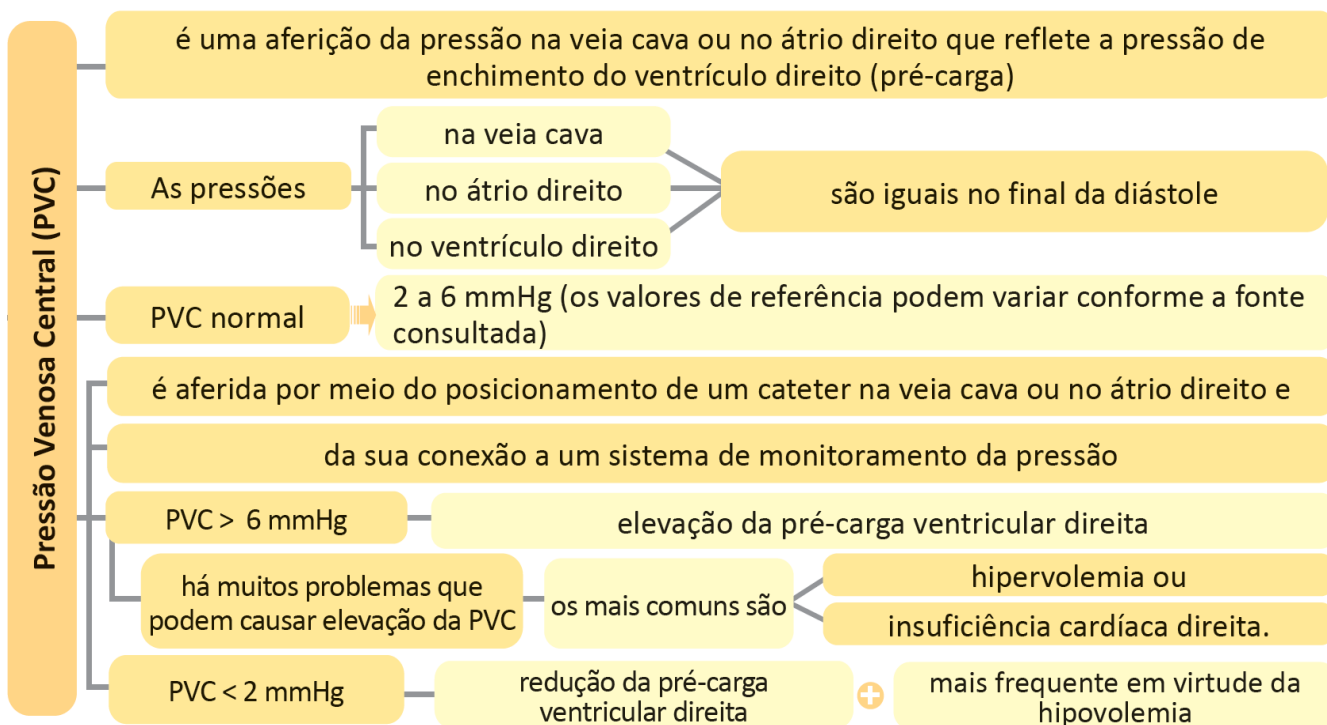 Pressão Venosa Central (PVC)
é uma aferição da pressão na veia cava ou no átrio direito que reflete a pressão de
enchimento do ventrículo direito (pré-carga)
As pressões
na veia cava
no átrio direito
no ventrículo direito
são iguais no final da diástole
PVC normal
2 a 6 mmHg (os valores de referência podem variar conforme a fonte
consultada)
é aferida por meio do posicionamento de um cateter na veia cava ou no átrio direito e
da sua conexão a um sistema de monitoramento da pressão
PVC > 6 mmHg
elevação da pré-carga ventricular direita
há muitos problemas que
podem causar elevação da PVC
os mais comuns são
hipervolemia ou
insuficiência cardíaca direita.
PVC < 2 mmHg
redução da pré-carga
ventricular direita
+
mais frequente em virtude da
hipovolemia